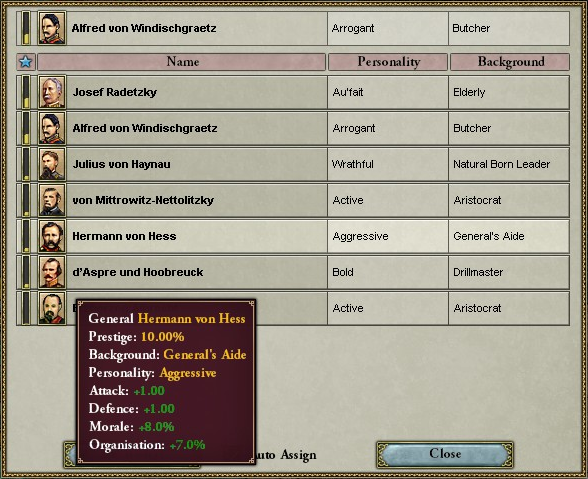 Alfred von Windischgraetz Arrogant Butcher
Name Personality Background
Josef Radetzky Au'fait Elderly
Alfred von Windischgraetz Arrogant Butcher
Julius von Haynau Wrathful Natural Born Leader
von Mittrowitz-Nettolitzky Active Aristocrat
Hermann von Hess Aggressive General's Aide
d'Aspre und Hoobreuck Bold Drillmaster
Active Aristocrat
General Hermann von Hess
Prestige: 10.00%
Background: General's Aide
Personality: Aggressive
Attack: +1.00
Defence: +1.00
Morale: +8.0%
Organisation: +7.0%
uto Assign
Close